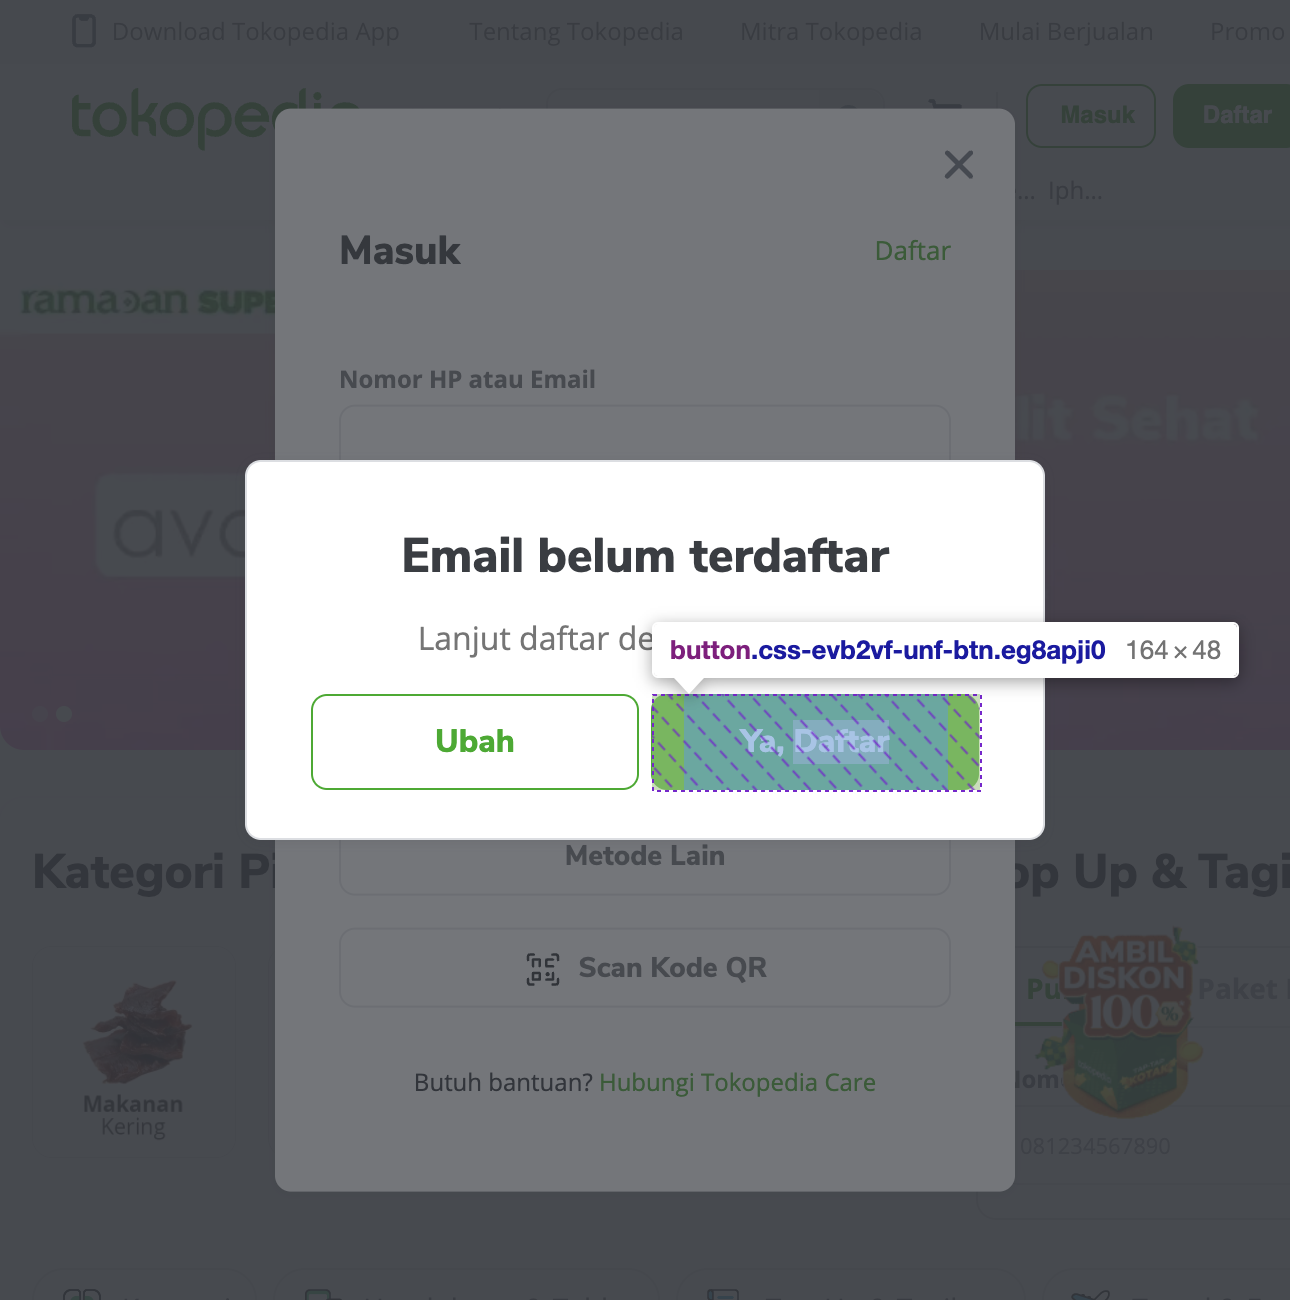 Download Tokopedia App Tentang Tokopedia Mitra Tokopedia Mulai Berjualan Promo
tokopedia
Masuk Daftar
... Iph...
Masuk Daftar
ramadan SUPE
Nomor HP atau Email
dit Sehat
avo
Email belum terdaftar
Lanjut daftar de
button.css-evb2vf-unf-btn.eg8apji0 164 × 48
Ubah Ya, Daftar
Metode Lain
Kategori Pi
op Up & Tagi
Scan Kode QR
AMBIL
DISKON
100%
Pu Paket
Nom
Makanan
Kering
Butuh bantuan? Hubungi Tokopedia Care
081234567890